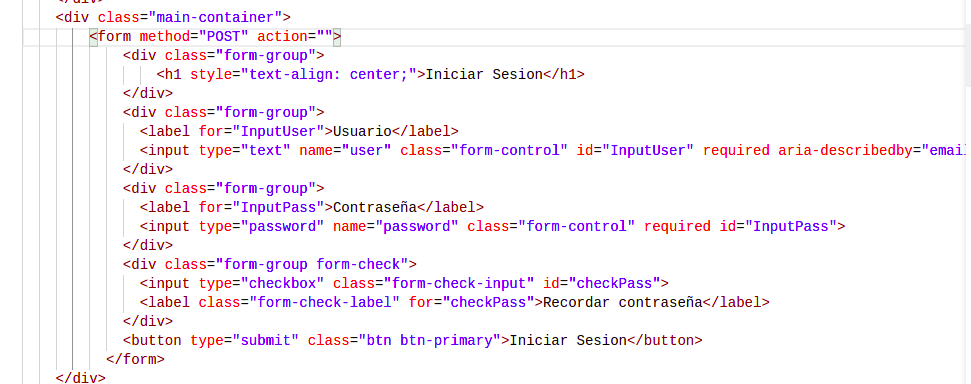 </div>
<div class="main-container">
<form method="POST" action="">
<div class="form-group">
<h1 style="text-align: center;">Iniciar Sesion</h1>
</div>
<div class="form-group">
<label for="InputUser">Usuario</label>
<input type="text" name="user" class="form-control" id="InputUser" required aria-describedby="email
</div>
<div class="form-group">
<label for="InputPass">Contraseña</label>
<input type="password" name="password" class="form-control" required id="InputPass">
</div>
<div class="form-group form-check">
<input type="checkbox" class="form-check-input" id="checkPass">
<label class="form-check-label" for="checkPass">Recordar contraseña</label>
</div>
<button type="submit" class="btn btn-primary">Iniciar Sesion</button>
</form>
</div>